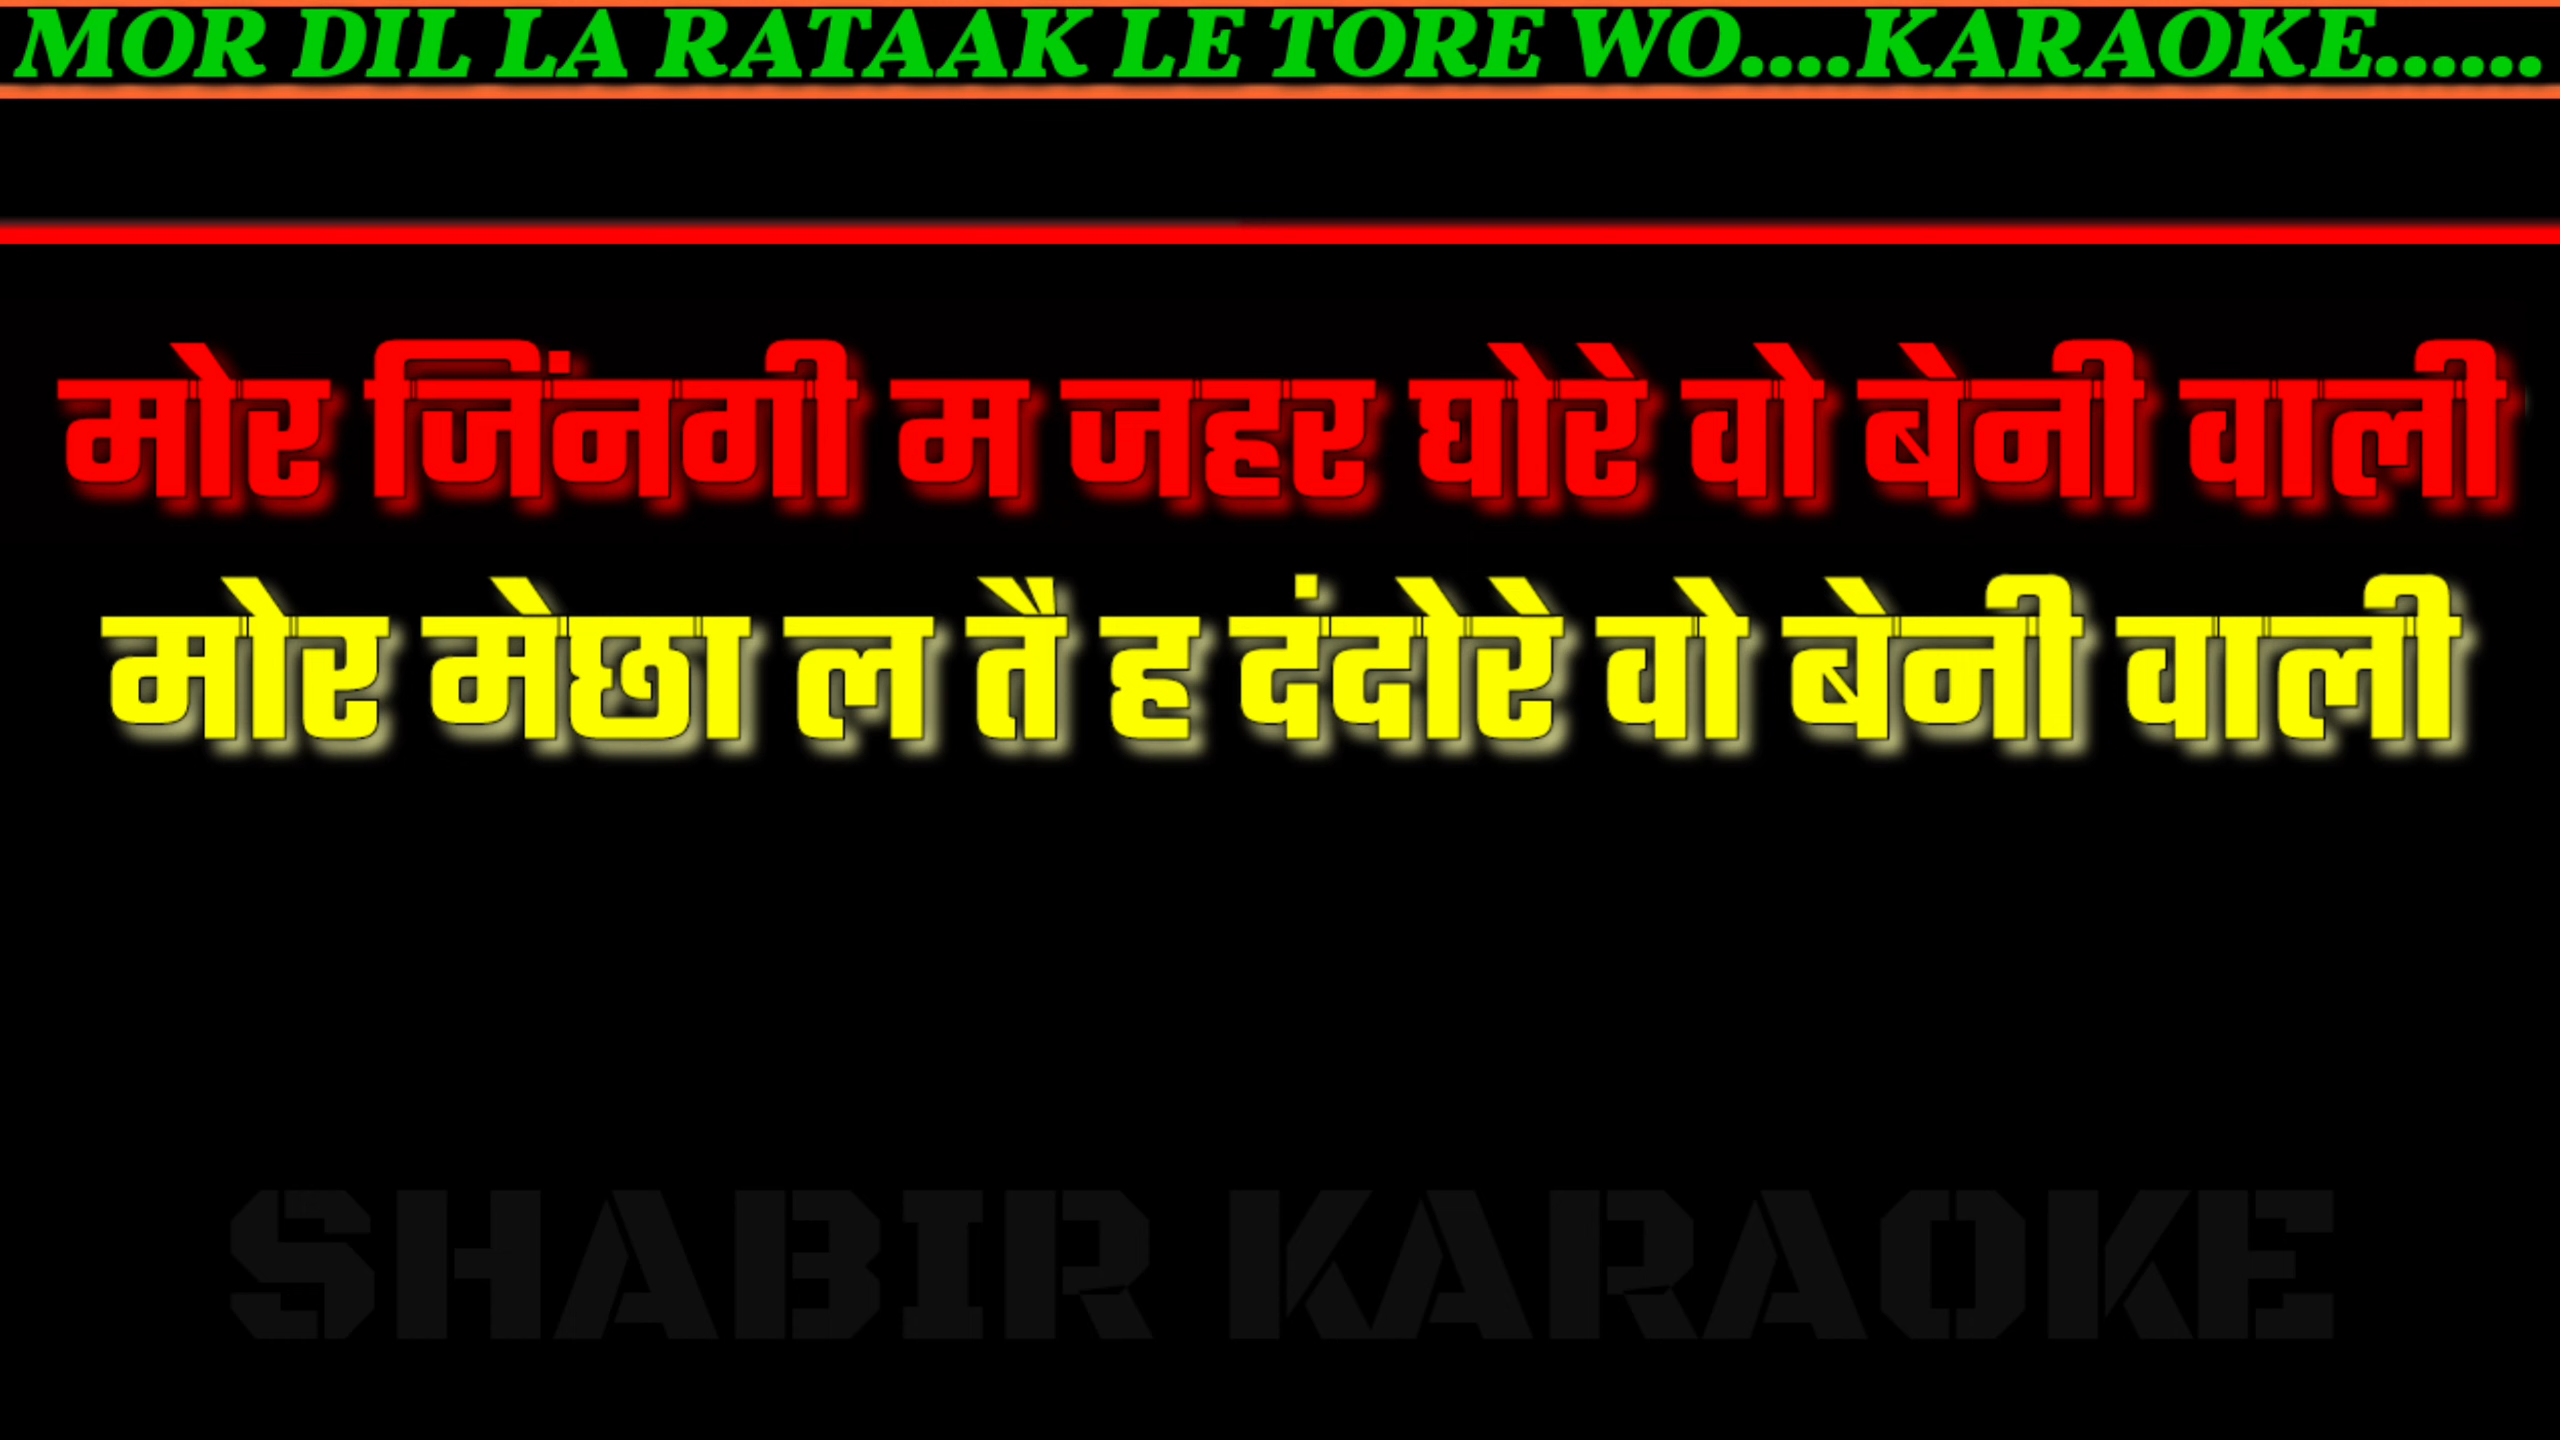 MOR DIL LA RATAAK LE TORE WO....KARAOKE......
मोर जिंनगी म जहर घोरे वो बेनी वाली
मोर मेछा ल तै ह दंदोरे वो बेनी वाली
SHABIR KARAOKE